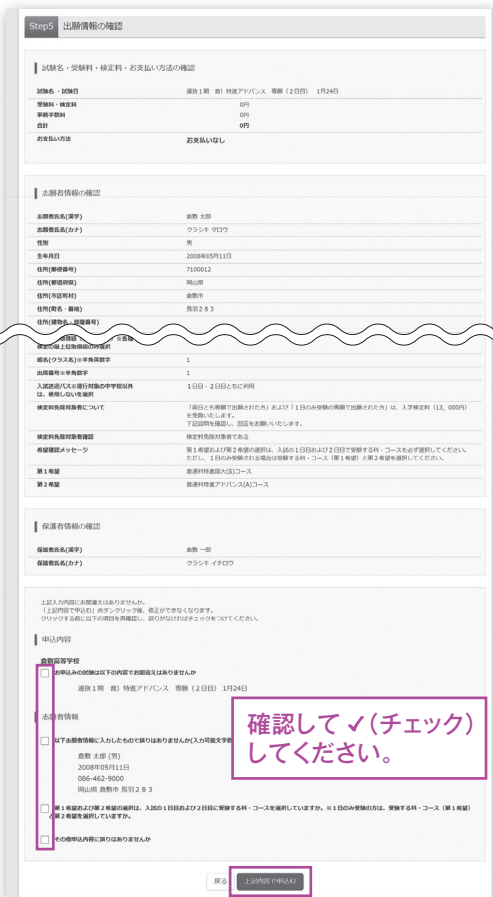 Step5 出願情報の確認
試験名・受験料・検定料・お支払い方法の確認
試験名・試験日 選抜1期 前) 特進アドバンス 専願（2日目） 1月24日
受験料・検定料 0円
事務手数料 0円
合計 0円
お支払い方法 お支払いなし
志願者情報の確認
志願者氏名(漢字) 倉敷 太郎
志願者氏名(カナ) クラシキ タロウ
性別 男
生年月日 2008年05月11日
住所(郵便番号) 7100012
住所(都道府県) 岡山県
住所(市区町村) 倉敷市
住所(町名・番地) 鳥羽２８３
住所(建物名・部屋番号)
検定の最上位取得級のみ選択
組名(クラス名)※半角英数字 1
出席番号※半角数字 1
入試送迎バス※運行対象の中学校以外 1日目・2日目ともに利用
は、使用しないを選択
検定料免除対象者について 「両日とも専願で出願された方」および「1日のみ受験の専願で出願された方」は、入学検定料（13，000円）
を免除いたします。
下記設問を確認し、回答をお願いいたします。
検定料免除対象者確認 検定料免除対象者である
希望確認メッセージ 第1希望および第2希望の選択は、入試の1日目および2日目で受験する科・コースを必ず選択してください。
ただし、1日のみ受験される場合は受験する科・コース（第1希望）と第2希望を選択してください。
第1希望 普通科特進国大(S)コース
第2希望 普通科特進アドバンス(A)コース
保護者情報の確認
保護者氏名(漢字) 倉敷 一郎
保護者氏名(カナ) クラシキ イチロウ
上記入力内容にお間違えはありませんか。
「上記内容で申込む」ボタンクリック後、修正ができなくなります。
クリックする前に以下の項目を再確認し、誤りがなければチェックをつけてください。
申込内容
倉敷高等学校
お申込みの試験は以下の内容でお間違えはありませんか
選抜1期 前) 特進アドバンス 専願（2日目） 1月24日
志願者情報
以下志願者情報に入力したもので誤りはありませんか(入力可能文字数
確認して✓(チェック)
してください。
倉敷 太郎 (男)
2008年05月11日
086-462-9000
岡山県 倉敷市 鳥羽２８３
第1希望および第2希望の選択は、入試の1日目および2日目に受験する科・コースを選択していますか。※1日のみ受験の方は、受験する科・コース（第1希望）
と第2希望を選択していますか。
その他申込内容に誤りはありませんか
戻る 上記内容で申込む